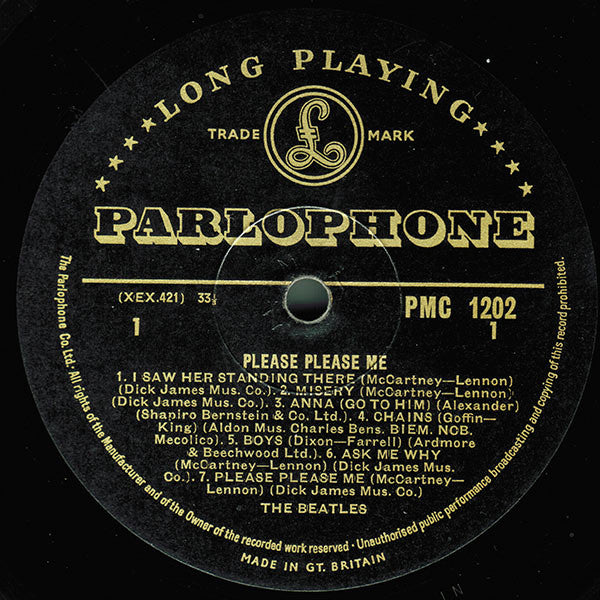 LONG PLAYING
TRADE MARK
£
PARLOPHONE
(XEX.421) 33⅓
PMC 1202
1
1
PLEASE PLEASE ME
1. I SAW HER STANDING THERE (McCartney—Lennon)
(Dick James Mus. Co.). 2. MISERY (McCartney—Lennon)
(Dick James Mus. Co.). 3. ANNA (GO TO HIM) (Alexander)
(Shapiro Bernstein & Co. Ltd.). 4. CHAINS (Goffin—
King) (Aldon Mus. Charles Bens. BIEM. NCB,
Mecolico). 5. BOYS (Dixon—Farrell) (Ardmore
& Beechwood Ltd.). 6. ASK ME WHY
(McCartney—Lennon) (Dick James Mus.
Co.). 7. PLEASE PLEASE ME (McCartney—
Lennon) (Dick James Mus. Co.)
THE BEATLES
The Parlophone Co. Ltd. All rights of the Manufacturer and of the Owner of the recorded work reserved · Unauthorised public performance broadcasting and copying of this record prohibited.
MADE IN GT. BRITAIN